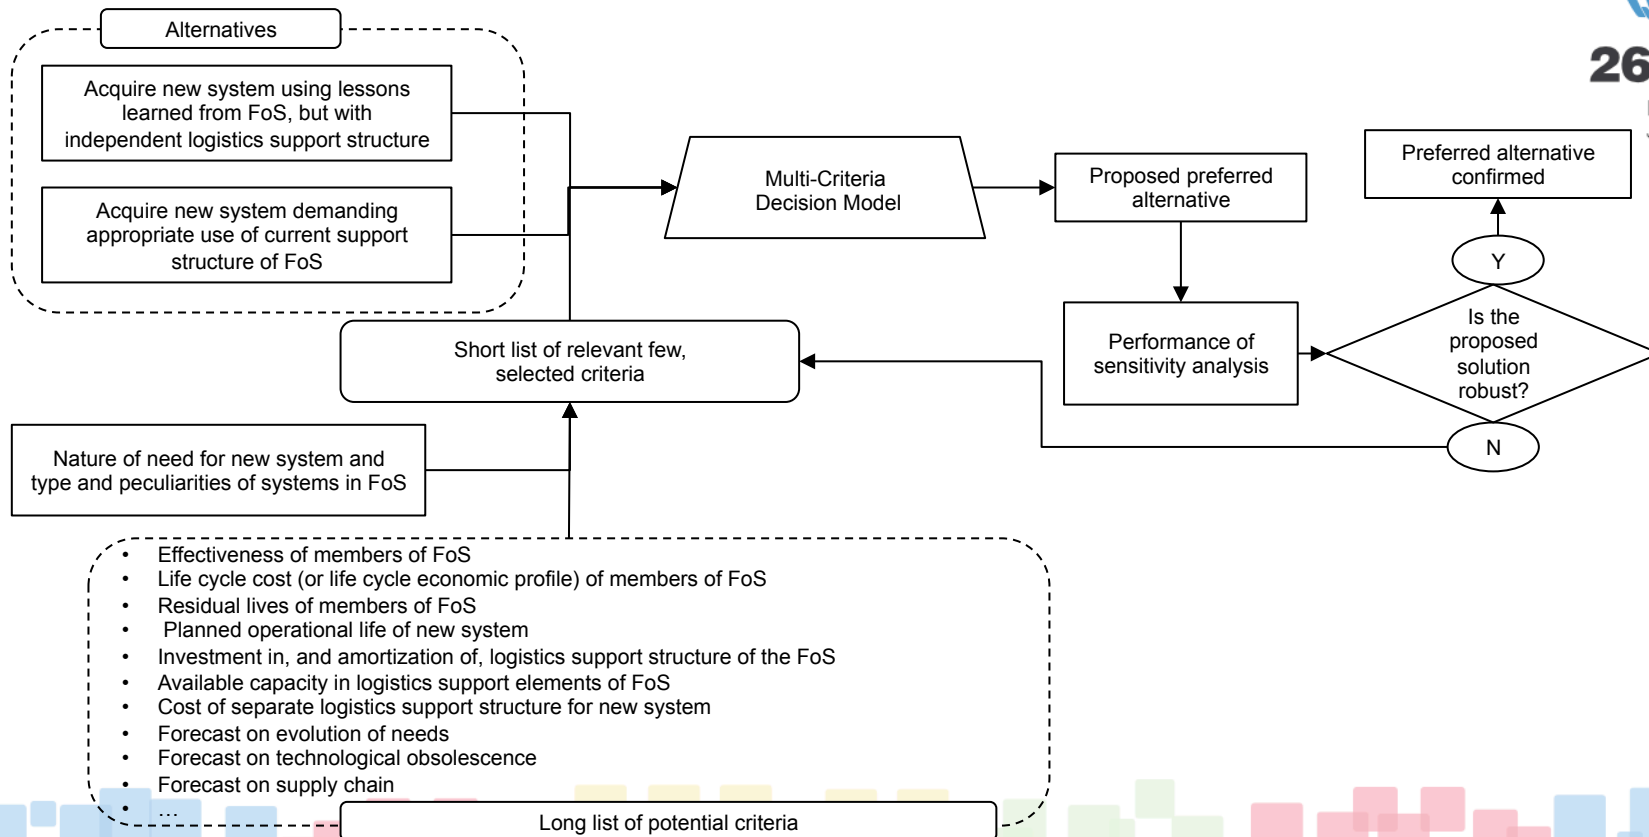 Alternatives
Acquire new system using lessons
learned from FoS, but with
independent logistics support structure
Acquire new system demanding
appropriate use of current support
structure of FoS
Multi-Criteria
Decision Model
Proposed preferred
alternative
26
Preferred alternative
confirmed
Y
Is the
proposed
solution
robust?
N
Performance of
sensitivity analysis
Short list of relevant few,
selected criteria
Nature of need for new system and
type and peculiarities of systems in FoS
• Effectiveness of members of FoS
• Life cycle cost (or life cycle economic profile) of members of FoS
• Residual lives of members of FoS
• Planned operational life of new system
• Investment in, and amortization of, logistics support structure of the FoS
• Available capacity in logistics support elements of FoS
• Cost of separate logistics support structure for new system
• Forecast on evolution of needs
• Forecast on technological obsolescence
• Forecast on supply chain
• …
Long list of potential criteria